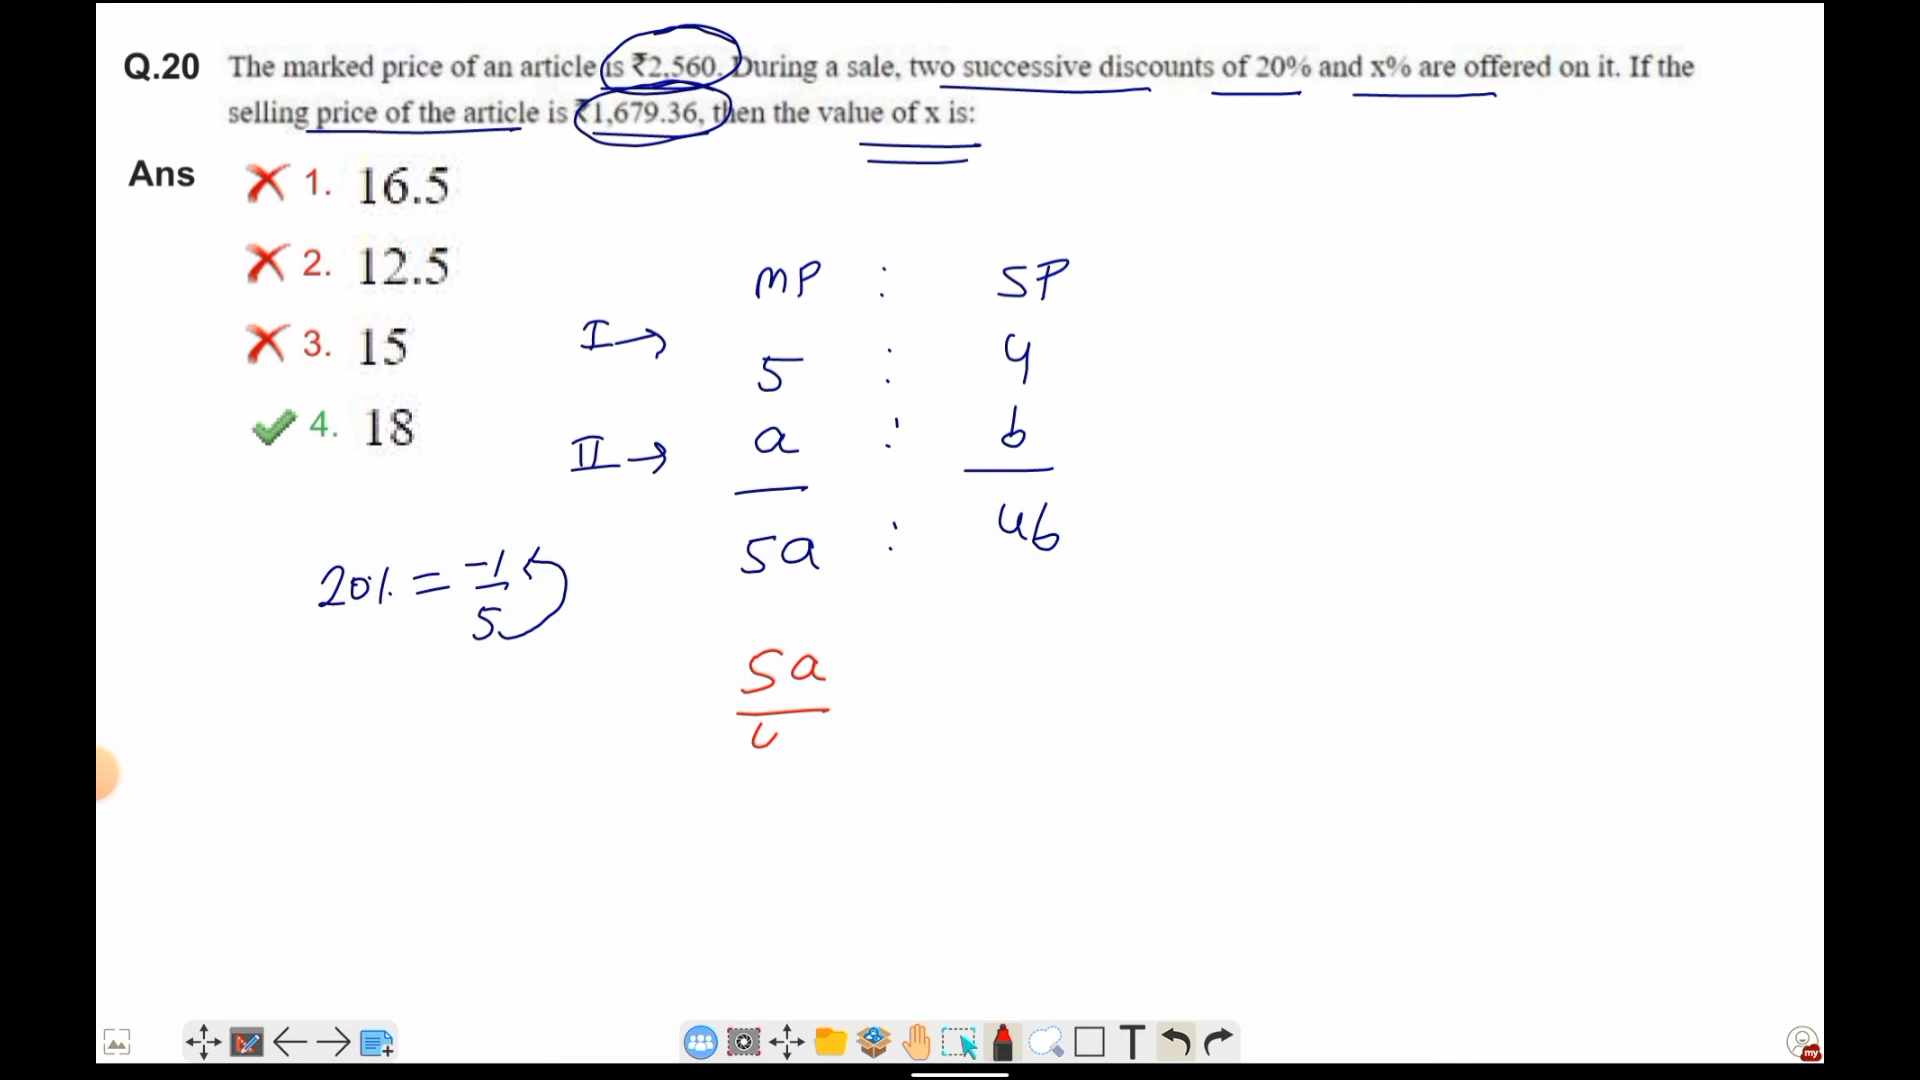 Q.20 The marked price of an article is ₹2,560. During a sale, two successive discounts of 20% and x% are offered on it. If the
selling price of the article is ₹1,679.36, then the value of x is:
Ans
1. 16.5
2. 12.5
3. 15
4. 18
MP : SP
I → 5 : 4
II → a : b
5a : 4b
20% = -1/5
5a
T
my